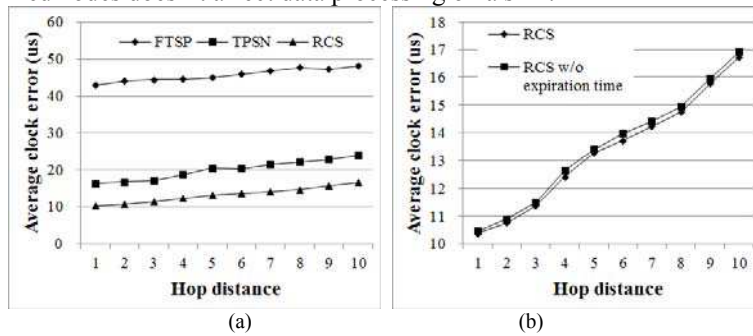 60
50
40
30
20
10
0
FTSP TPSN RCS
Average clock error (us)
1 2 3 4 5 6 7 8 9 10
Hop distance
(a)
18
17
16
15
14
13
12
11
10
RCS
RCS w/o
expiration time
Average clock error (us)
1 2 3 4 5 6 7 8 9 10
Hop distance
(b)